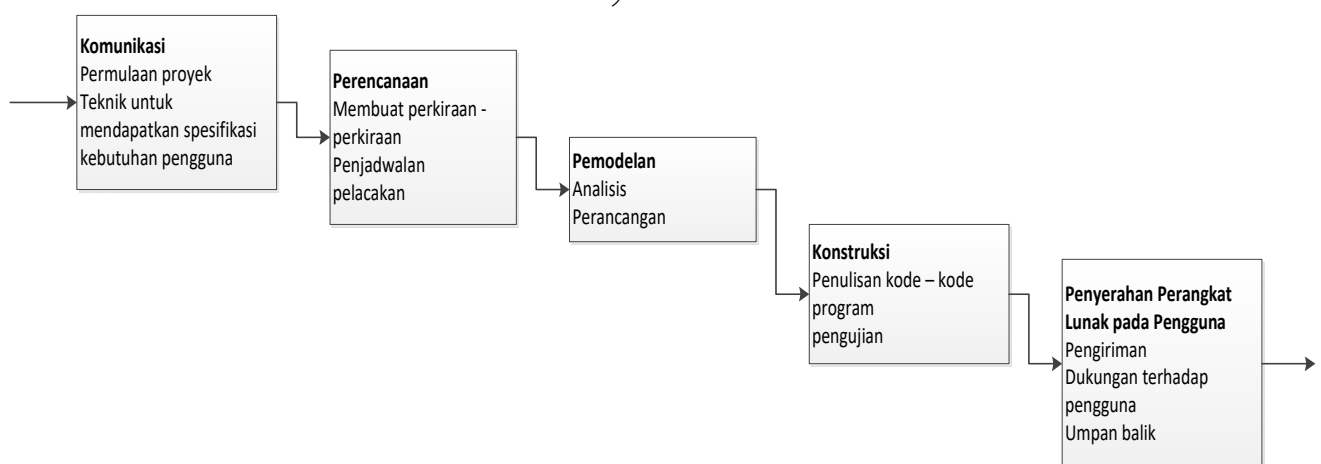 Komunikasi
Permulaan proyek
Teknik untuk
mendapatkan spesifikasi
kebutuhan pengguna
Perencanaan
Membuat perkiraan -
perkiraan
Penjadwalan
pelacakan
Pemodelan
Analisis
Perancangan
Konstruksi
Penulisan kode – kode
program
pengujian
Penyerahan Perangkat
Lunak pada Pengguna
Pengiriman
Dukungan terhadap
pengguna
Umpan balik